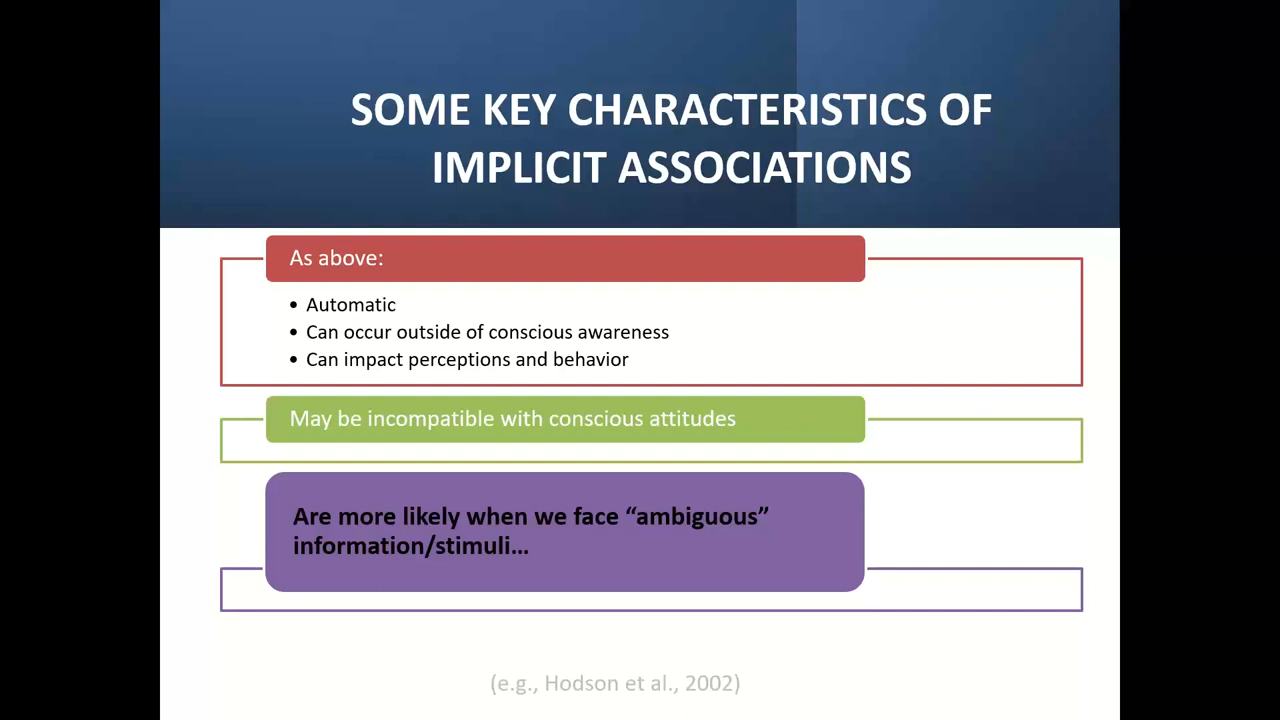 SOME KEY CHARACTERISTICS OF
IMPLICIT ASSOCIATIONS
As above:
• Automatic
• Can occur outside of conscious awareness
• Can impact perceptions and behavior
May be incompatible with conscious attitudes
Are more likely when we face “ambiguous”
information/stimuli…
(e.g., Hodson et al., 2002)